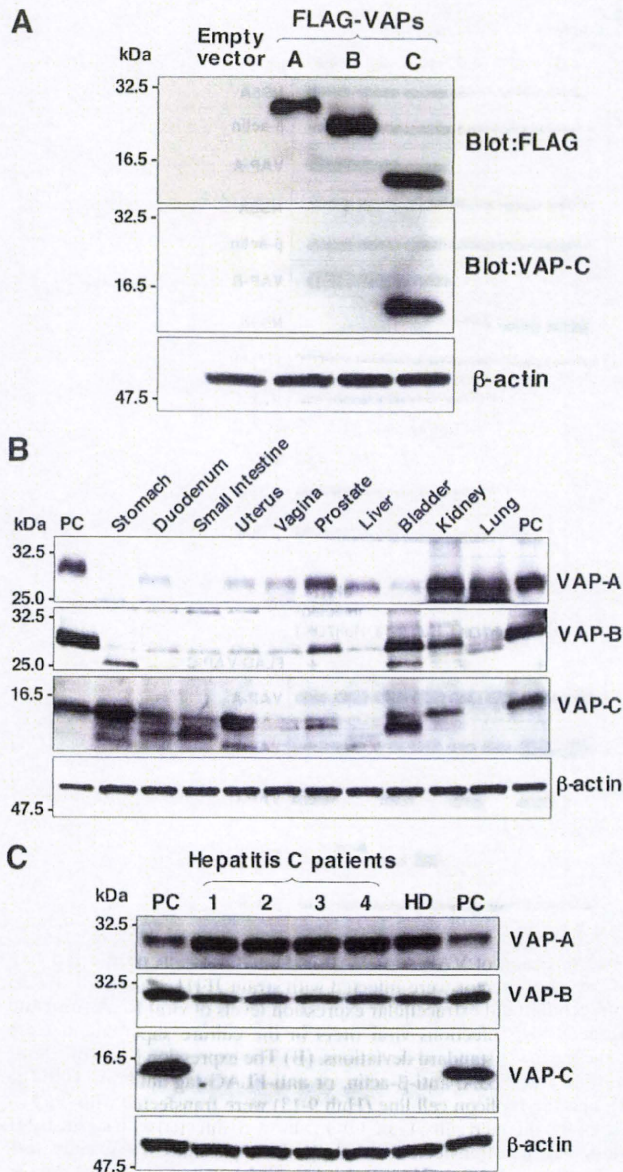 A
FLAG-VAPs
kDa
Empty vector
A B C
32.5
16.5
Blot:FLAG
32.5
16.5
Blot:VAP-C
47.5
β-actin
B
kDa
PC Stomach Duodenum Small Intestine Uterus Vagina Prostate Liver Bladder Kidney Lung PC
32.5
25.0
VAP-A
32.5
25.0
VAP-B
16.5
VAP-C
47.5
β-actin
C
Hepatitis C patients
kDa
PC 1 2 3 4 HD PC
32.5
VAP-A
32.5
VAP-B
16.5
VAP-C
47.5
β-actin